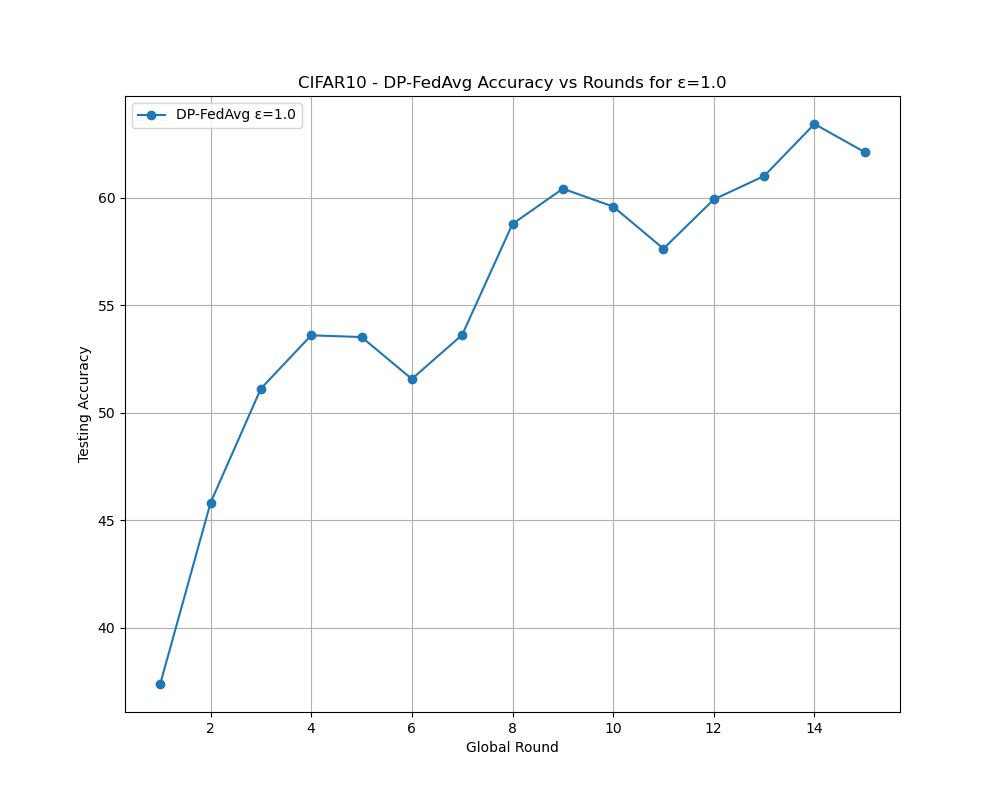 CIFAR10 - DP-FedAvg Accuracy vs Rounds for ε=1.0
DP-FedAvg ε=1.0
Testing Accuracy
60
55
50
45
40
2 4 6 8 10 12 14
Global Round